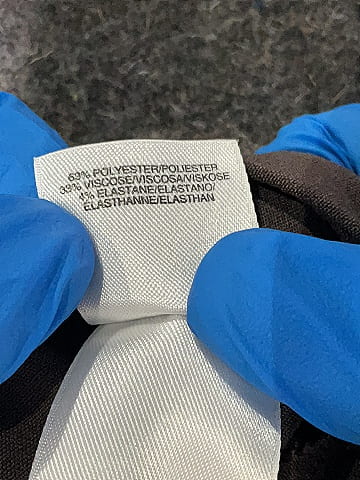 63% POLYESTER/POLIESTER
33% VISCOSE/VISCOSA/VISKOSE
4% ELASTANE/ELASTANO/
ELASTHANNE/ELASTHAN